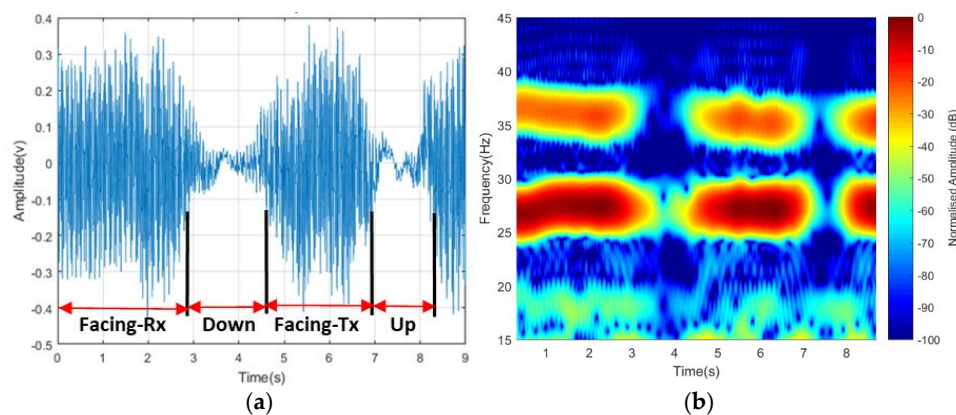 0.4
0.3
0.2
0.1
0
-0.1
-0.2
-0.3
-0.4
-0.5
Amplitude(v)
Facing-Rx Down Facing-Tx Up
0 1 2 3 4 5 6 7 8 9
Time(s)
(a)
45
40
35
30
25
20
15
Frequency(Hz)
1 2 3 4 5 6 7 8
Time(s)
0
-10
-20
-30
-40
-50
-60
-70
-80
-90
-100
Normalised Amplitude (dB)
(b)